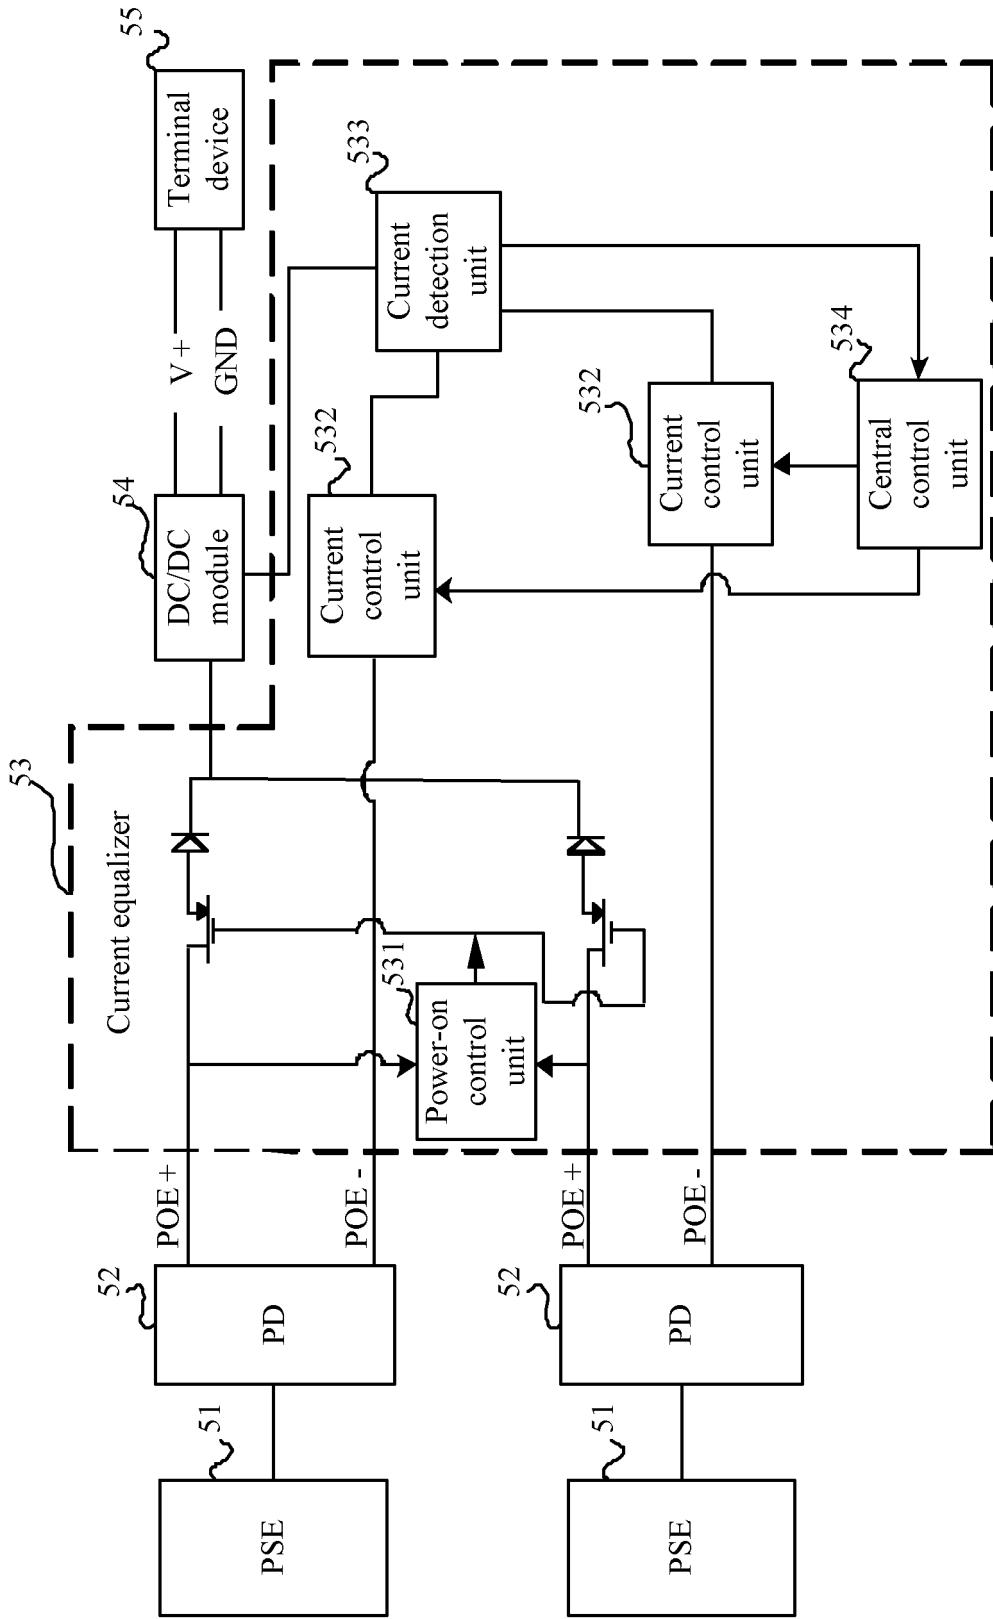 53
Current equalizer
54
DC/DC
module
V +
GND
55
Terminal
device
PSE
51
PD
52
POE +
POE -
532
Current
control
unit
533
Current
detection
unit
531
Power-on
control
unit
PSE
51
PD
52
POE +
POE -
532
Current
control
unit
534
Central
control
unit